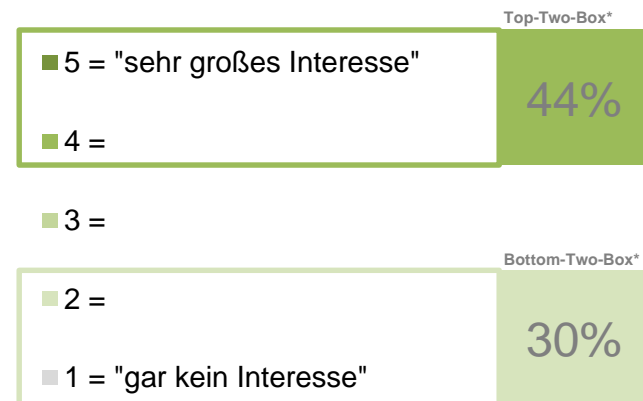 Top-Two-Box*
5 = "sehr großes Interesse"
44%
4 =
3 =
Bottom-Two-Box*
2 =
30%
1 = "gar kein Interesse"